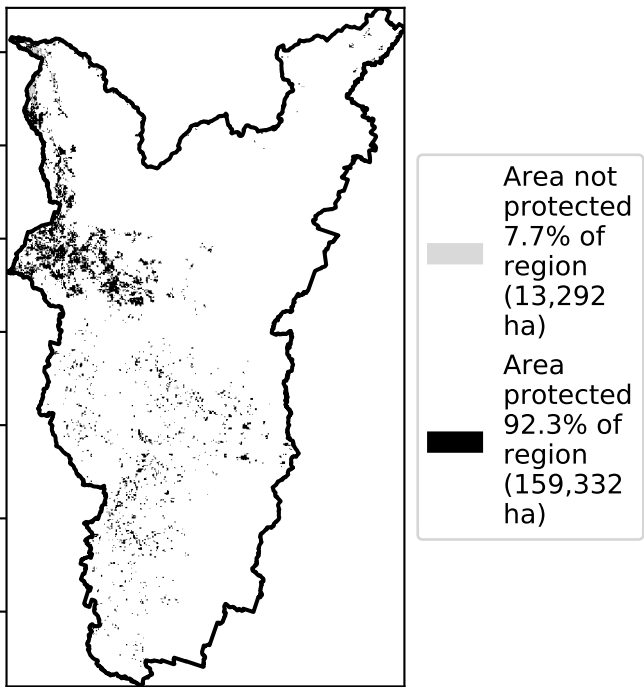 Area not
protected
7.7% of
region
(13,292
ha)
Area
protected
92.3% of
region
(159,332
ha)